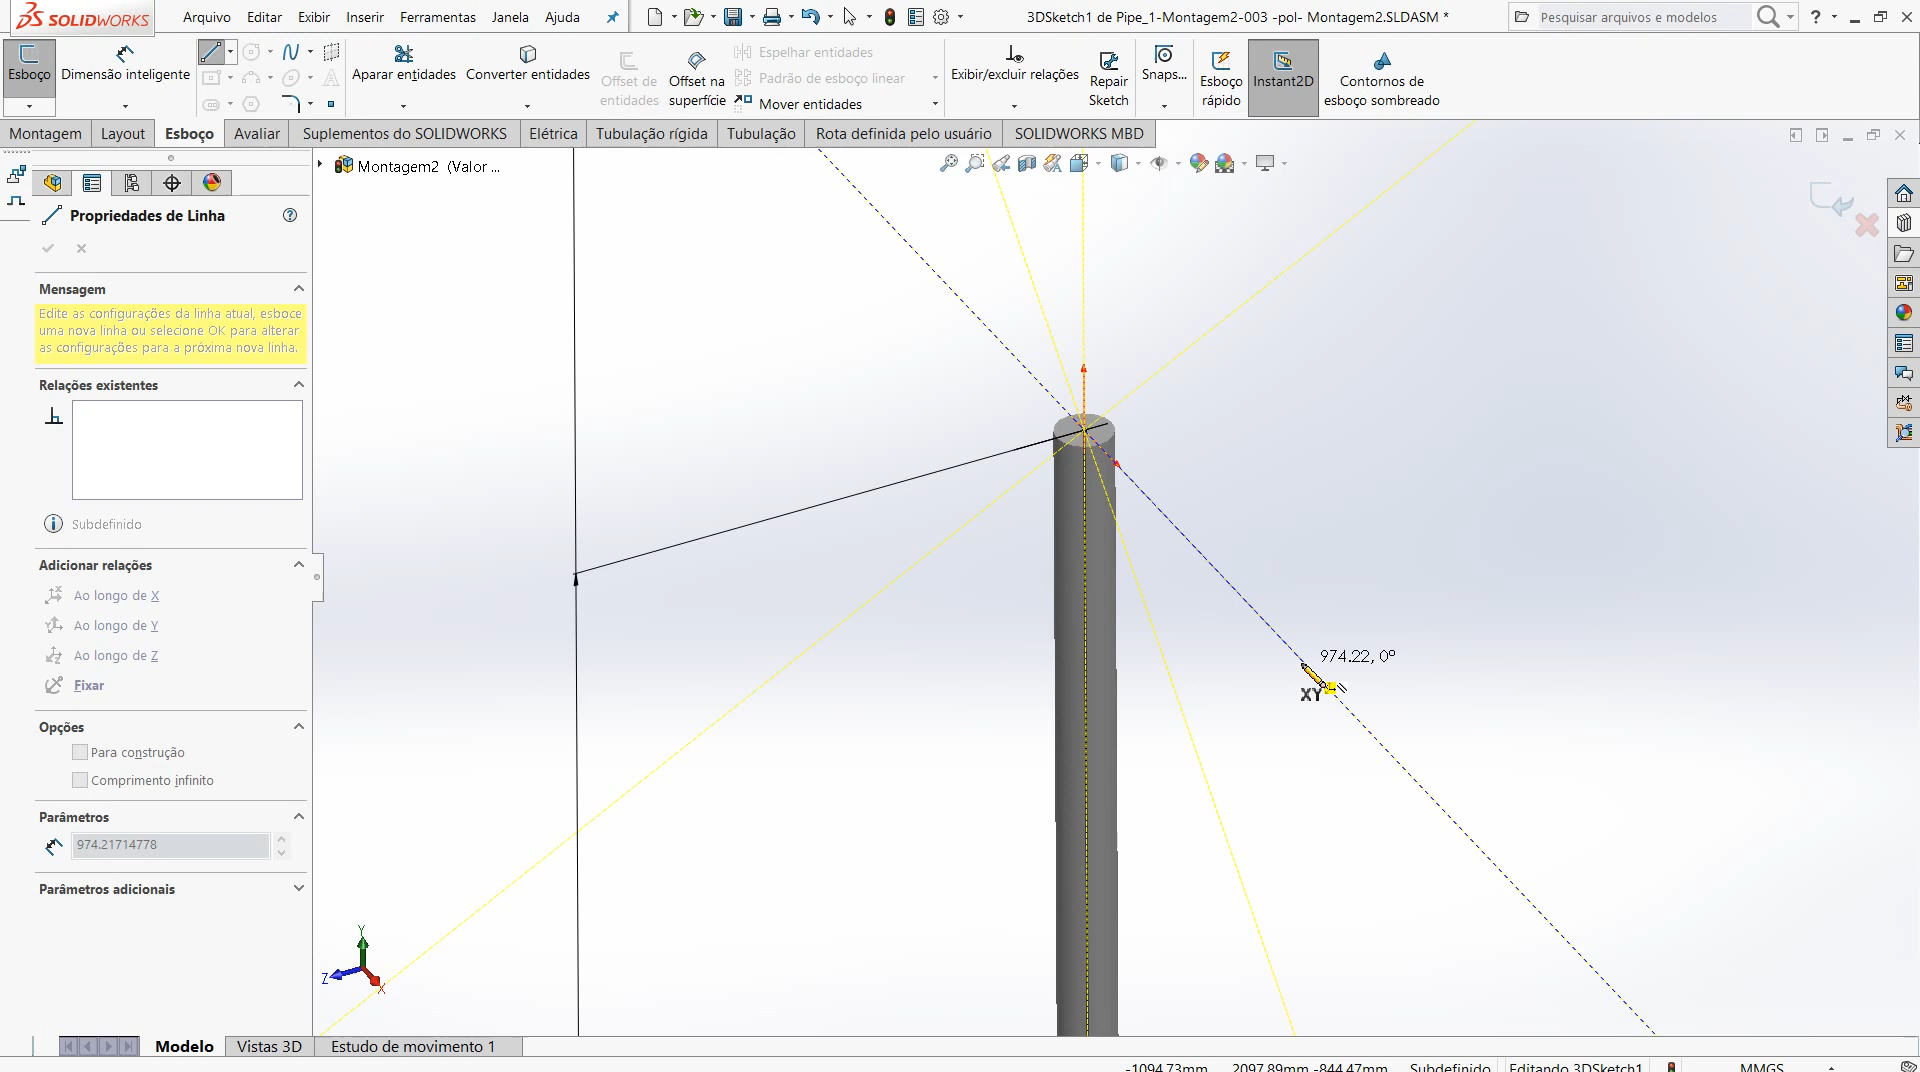 SOLIDWORKS
Arquivo Editar Exibir Inserir Ferramentas Janela Ajuda
3DSketch1 de Pipe_1-Montagem2-003 -pol- Montagem2.SLDASM *
Pesquisar arquivos e modelos
?
Esboço
Dimensão inteligente
Aparar entidades
Converter entidades
Offset de entidades
Offset na superfície
Espelhar entidades
Padrão de esboço linear
Mover entidades
Exibir/excluir relações
Repair Sketch
Snaps...
Esboço rápido
Instant2D
Contornos de esboço sombreado
Montagem Layout Esboço Avaliar Suplementos do SOLIDWORKS Elétrica Tubulação rígida Tubulação Rota definida pelo usuário SOLIDWORKS MBD
Montagem2 (Valor ...
Propriedades de Linha
Mensagem
Edite as configurações da linha atual, esboce
uma nova linha ou selecione OK para alterar
as configurações para a próxima nova linha.
Relações existentes
Subdefinido
Adicionar relações
Ao longo de X
Ao longo de Y
Ao longo de Z
Fixar
Opções
Para construção
Comprimento infinito
Parâmetros
974.21714778
Parâmetros adicionais
974.22, 0°
XY
Y
Z
X
Modelo Vistas 3D Estudo de movimento 1
-1094.73mm 2097.89mm -844.47mm Subdefinido Editando 3DSketch1 MMGS